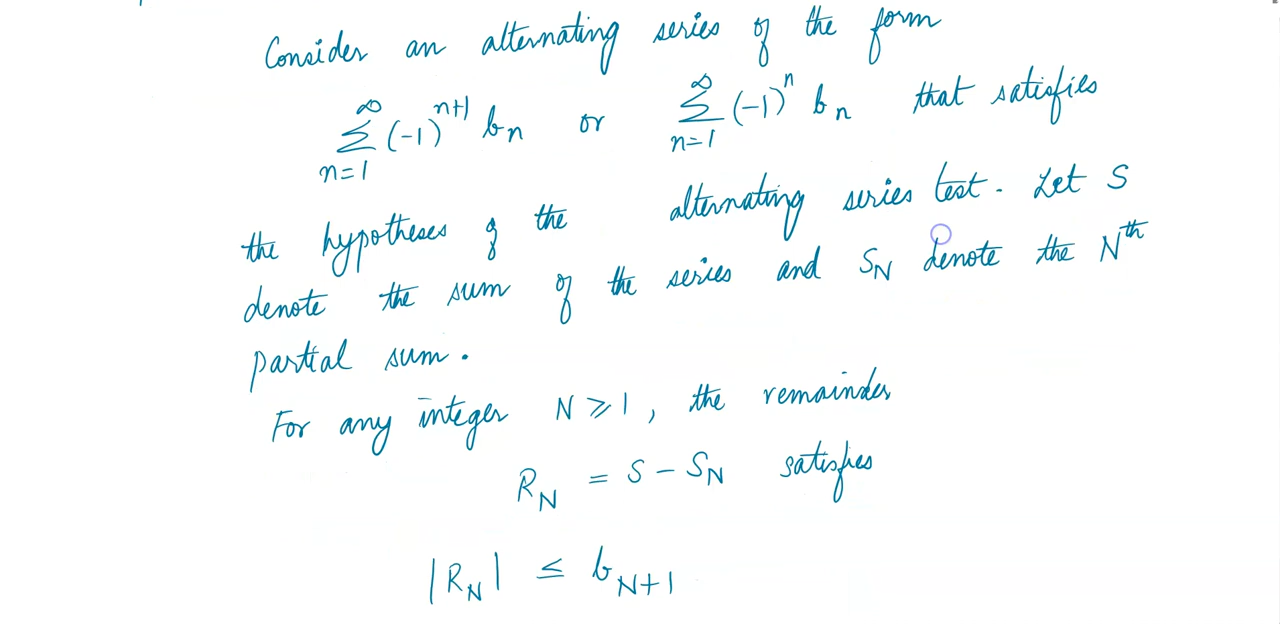 Consider an alternating series of the form
∞ ∑ n=1 (-1)^{n+1} b_n or ∞ ∑ n=1 (-1)^n b_n that satisfies
the hypotheses of the alternating series test. Let S
denote the sum of the series and S_N denote the N^th
partial sum.
For any integer N ⩾ 1, the remainder
R_N = S - S_N satisfies
|R_N| ≤ b_{N+1}